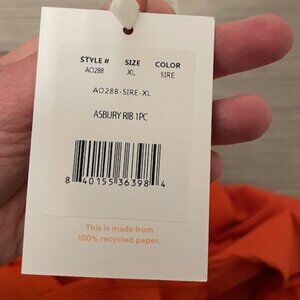 STYLE # SIZE COLOR
AO288 XL SIRE
AO288-SIRE-XL
ASBURY RIB 1PC
8 40155 36398 4
This is made from
100% recycled paper.